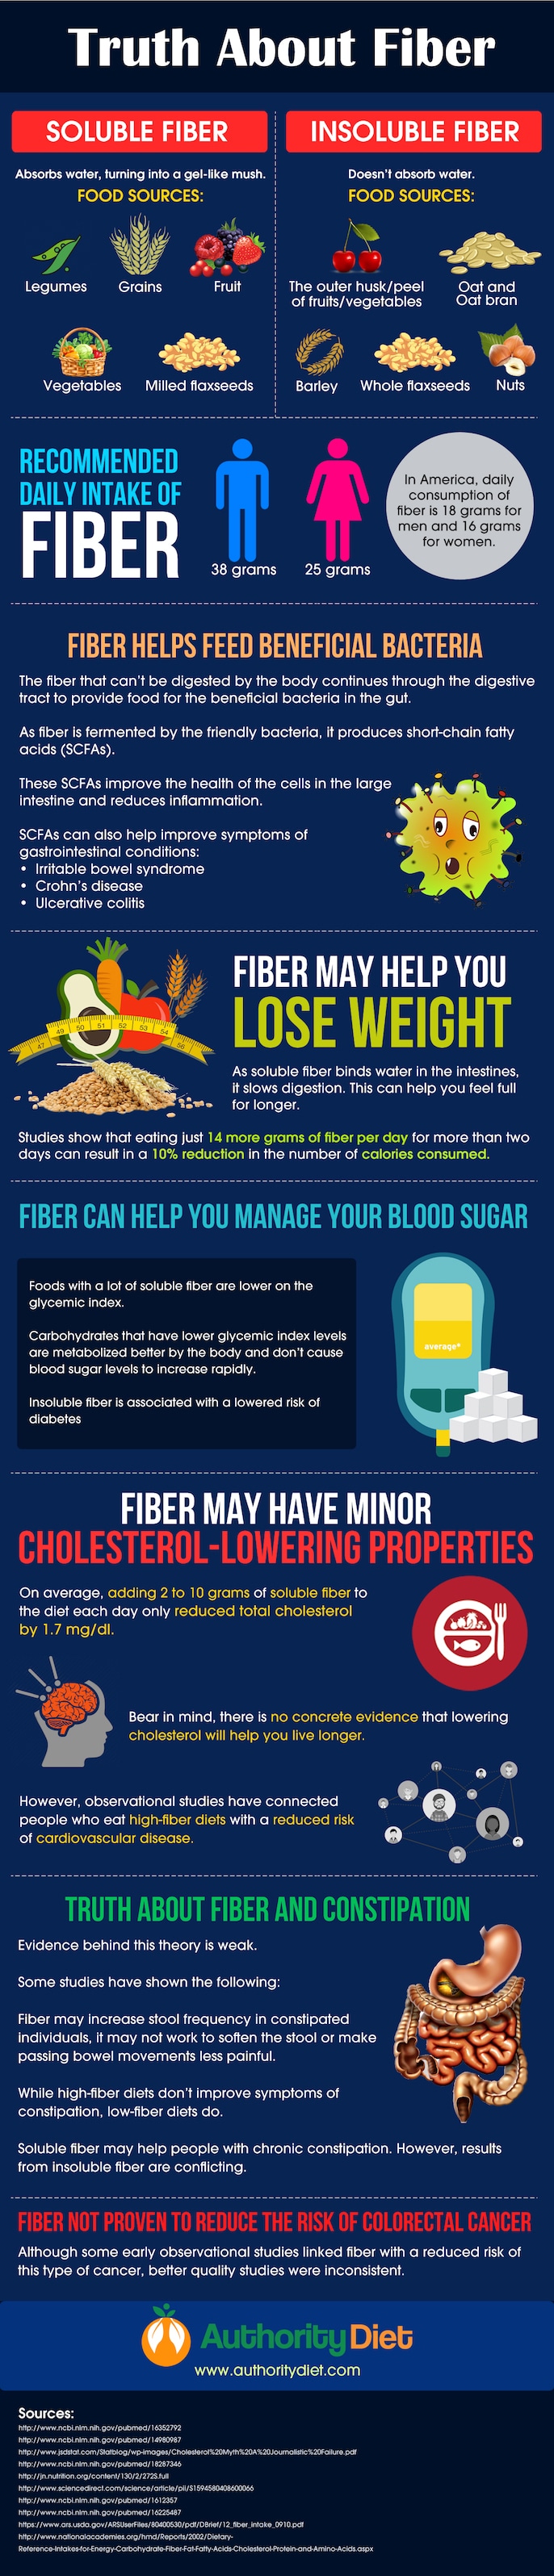 Truth About Fiber
SOLUBLE FIBER
Absorbs water, turning into a gel-like mush.
FOOD SOURCES:
Legumes
Grains
Fruit
Vegetables
Milled flaxseeds
INSOLUBLE FIBER
Doesn't absorb water.
FOOD SOURCES:
The outer husk/peel
of fruits/vegetables
Oat and
Oat bran
Barley
Whole flaxseeds
Nuts
RECOMMENDED
DAILY INTAKE OF
FIBER
38 grams
25 grams
In America, daily
consumption of
fiber is 18 grams for
men and 16 grams
for women.
FIBER HELPS FEED BENEFICIAL BACTERIA
The fiber that can't be digested by the body continues through the digestive
tract to provide food for the beneficial bacteria in the gut.
As fiber is fermented by the friendly bacteria, it produces short-chain fatty
acids (SCFAs).
These SCFAs improve the health of the cells in the large
intestine and reduces inflammation.
SCFAs can also help improve symptoms of
gastrointestinal conditions:
• Irritable bowel syndrome
• Crohn's disease
• Ulcerative colitis
47 49 50 51 52 53 54
FIBER MAY HELP YOU
LOSE WEIGHT
As soluble fiber binds water in the intestines,
it slows digestion. This can help you feel full
for longer.
Studies show that eating just 14 more grams of fiber per day for more than two
days can result in a 10% reduction in the number of calories consumed.
FIBER CAN HELP YOU MANAGE YOUR BLOOD SUGAR
Foods with a lot of soluble fiber are lower on the
glycemic index.
Carbohydrates that have lower glycemic index levels
are metabolized better by the body and don't cause
blood sugar levels to increase rapidly.
Insoluble fiber is associated with a lowered risk of
diabetes
average*
FIBER MAY HAVE MINOR
CHOLESTEROL-LOWERING PROPERTIES
On average, adding 2 to 10 grams of soluble fiber to
the diet each day only reduced total cholesterol
by 1.7 mg/dl.
Bear in mind, there is no concrete evidence that lowering
cholesterol will help you live longer.
However, observational studies have connected
people who eat high-fiber diets with a reduced risk
of cardiovascular disease.
TRUTH ABOUT FIBER AND CONSTIPATION
Evidence behind this theory is weak.
Some studies have shown the following:
Fiber may increase stool frequency in constipated
individuals, it may not work to soften the stool or make
passing bowel movements less painful.
While high-fiber diets don't improve symptoms of
constipation, low-fiber diets do.
Soluble fiber may help people with chronic constipation. However, results
from insoluble fiber are conflicting.
FIBER NOT PROVEN TO REDUCE THE RISK OF COLORECTAL CANCER
Although some early observational studies linked fiber with a reduced risk of
this type of cancer, better quality studies were inconsistent.
Authority Diet
www.authoritydiet.com
Sources:
http://www.ncbi.nlm.nih.gov/pubmed/16352792
http://www.ncbi.nlm.nih.gov/pubmed/14980987
http://www.jsdstat.com/Statblog/wp-images/Cholesterol%20Myth%20A%20Journalistic%20Failure.pdf
http://www.ncbi.nlm.nih.gov/pubmed/18287346
http://jn.nutrition.org/content/130/2/272S.full
http://www.sciencedirect.com/science/article/pii/S1594580408600066
http://www.ncbi.nlm.nih.gov/pubmed/1612357
http://www.ncbi.nlm.nih.gov/pubmed/16225487
https://www.ars.usda.gov/ARSUserFiles/80400530/pdf/DBrief/12_fiber_intake_0910.pdf
http://www.nationalacademies.org/hmd/Reports/2002/Dietary-
Reference-Intakes-for-Energy-Carbohydrate-Fiber-Fat-Fatty-Acids-Cholesterol-Protein-and-Amino-Acids.aspx